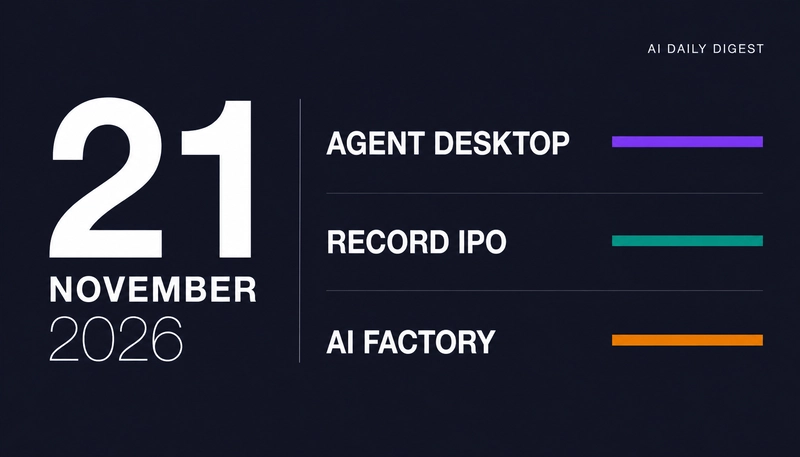 AI DAILY DIGEST
21
NOVEMBER
2026
AGENT DESKTOP
RECORD IPO
AI FACTORY